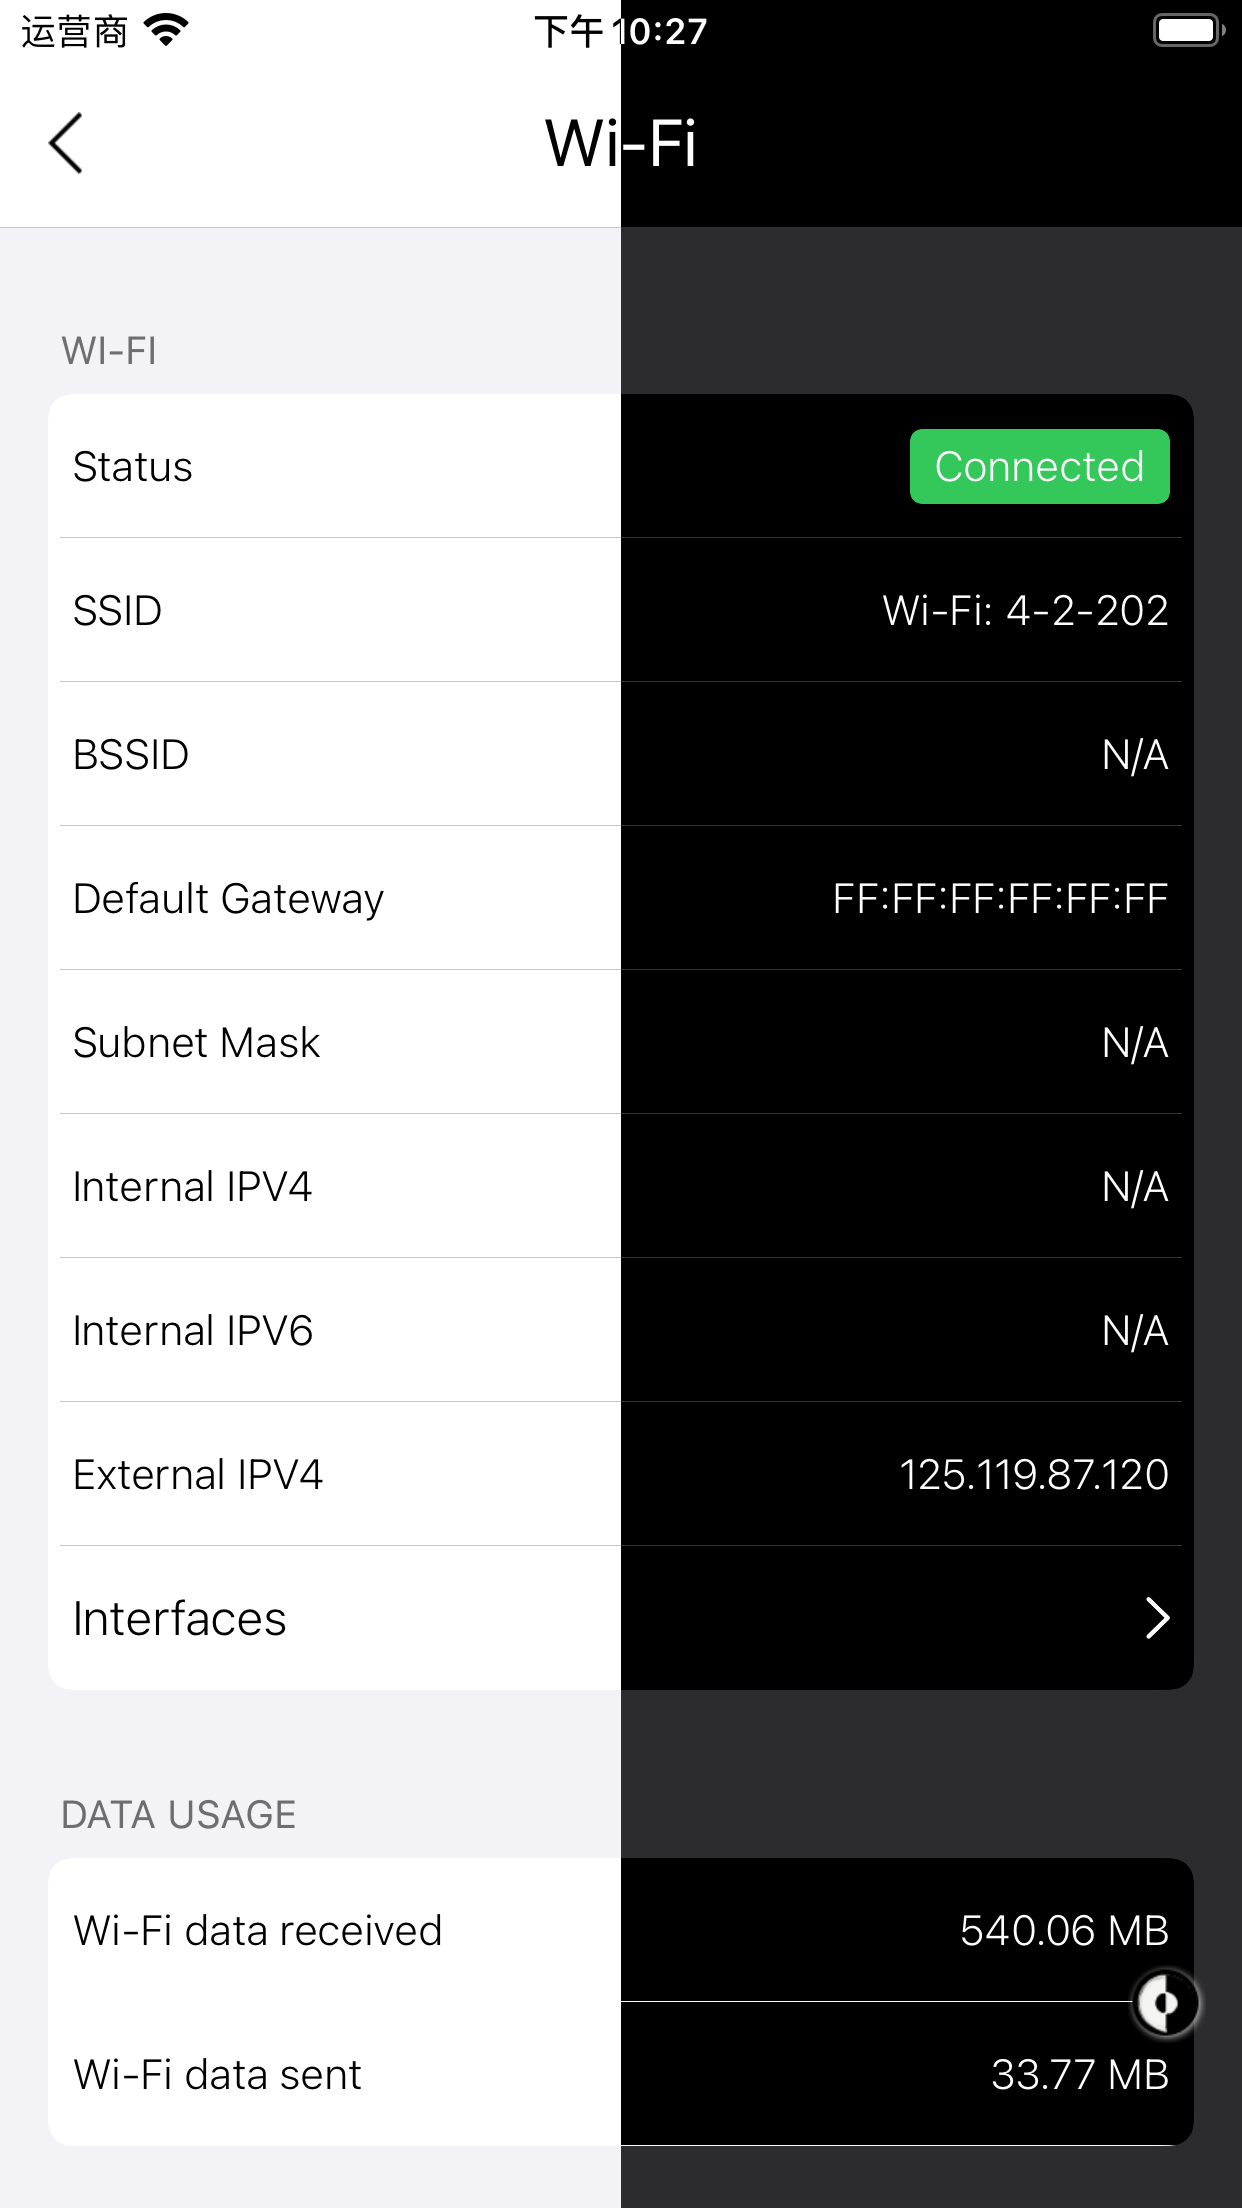 运营商 下午10:27
Wi-Fi
WI-FI
Status Connected
SSID Wi-Fi: 4-2-202
BSSID N/A
Default Gateway FF:FF:FF:FF:FF:FF
Subnet Mask N/A
Internal IPV4 N/A
Internal IPV6 N/A
External IPV4 125.119.87.120
Interfaces
DATA USAGE
Wi-Fi data received 540.06 MB
Wi-Fi data sent 33.77 MB